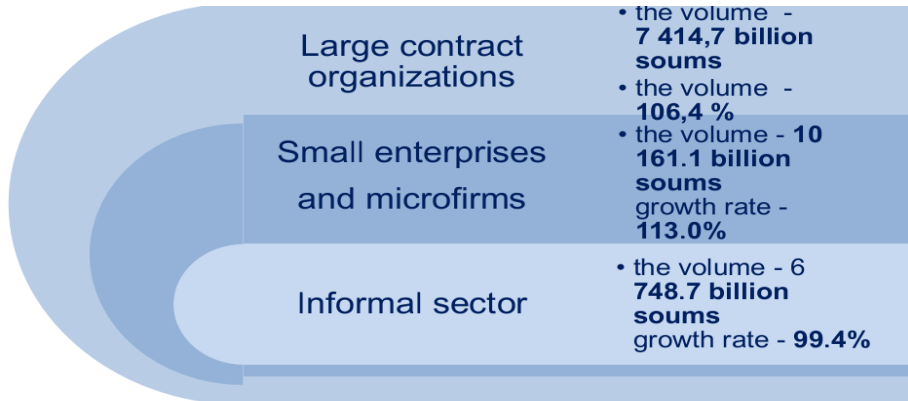 Large contract
organizations
• the volume -
7 414,7 billion
soums
• the volume -
106,4 %
Small enterprises
and microfirms
• the volume - 10
161.1 billion
soums
growth rate -
113.0%
Informal sector
• the volume - 6
748.7 billion
soums
growth rate - 99.4%